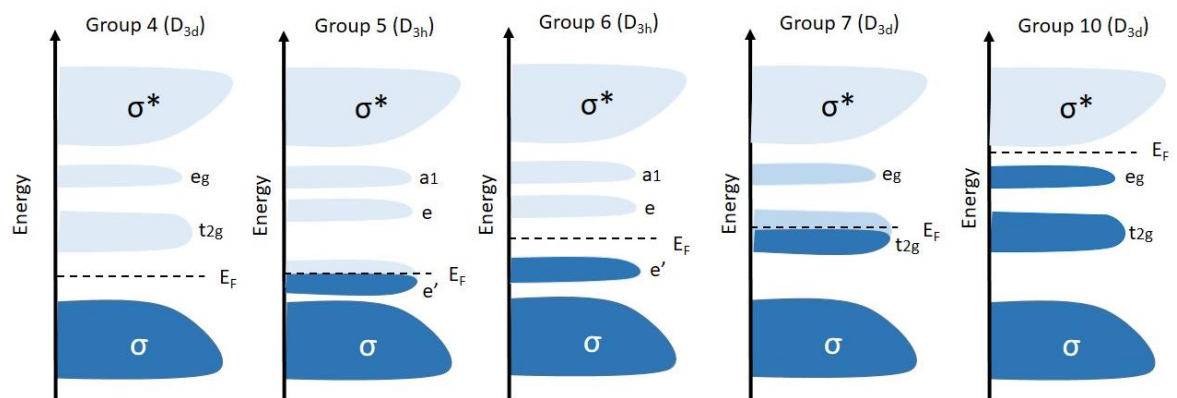 Group 4 (D3d)
Energy
σ*
eg
t2g
EF
σ
Group 5 (D3h)
Energy
σ*
a1
e
EF
e′
σ
Group 6 (D3h)
Energy
σ*
a1
e
EF
e′
σ
Group 7 (D3d)
Energy
σ*
eg
EF
t2g
σ
Group 10 (D3d)
Energy
σ*
EF
eg
t2g
σ